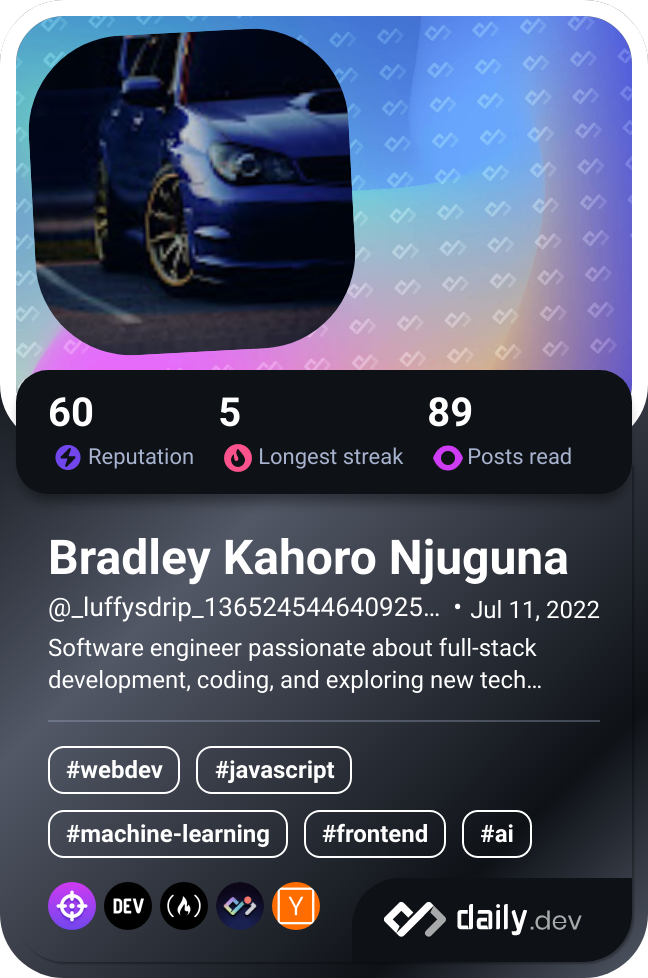 60 5 89
Reputation Longest streak Posts read
Bradley Kahoro Njuguna
@_luffysdrip_136524544640925… • Jul 11, 2022
Software engineer passionate about full-stack
development, coding, and exploring new tech…
#webdev #javascript
#machine-learning #frontend #ai
DEV Y daily.dev